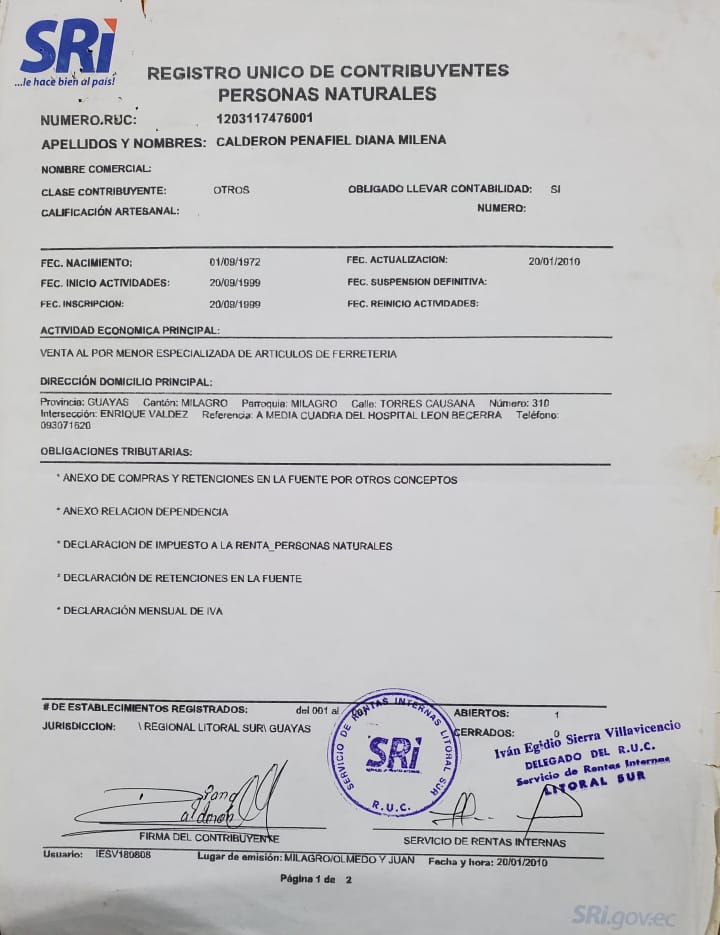 SRi
...le hace bien al país!
REGISTRO UNICO DE CONTRIBUYENTES
PERSONAS NATURALES
NUMERO.RUC: 1203117476001
APELLIDOS Y NOMBRES: CALDERON PENAFIEL DIANA MILENA
NOMBRE COMERCIAL:
CLASE CONTRIBUYENTE: OTROS OBLIGADO LLEVAR CONTABILIDAD: SI
CALIFICACIÓN ARTESANAL: NUMERO:
FEC. NACIMIENTO: 01/09/1972 FEC. ACTUALIZACION: 20/01/2010
FEC. INICIO ACTIVIDADES: 20/09/1999 FEC. SUSPENSION DEFINITIVA:
FEC. INSCRIPCION: 20/09/1999 FEC. REINICIO ACTIVIDADES:
ACTIVIDAD ECONOMICA PRINCIPAL:
VENTA AL POR MENOR ESPECIALIZADA DE ARTICULOS DE FERRETERIA
DIRECCIÓN DOMICILIO PRINCIPAL:
Provincia: GUAYAS Cantón: MILAGRO Parroquia: MILAGRO Calle: TORRES CAUSANA Número: 310
Intersección: ENRIQUE VALDEZ Referencia: A MEDIA CUADRA DEL HOSPITAL LEON BECERRA Teléfono:
093071620
OBLIGACIONES TRIBUTARIAS:
* ANEXO DE COMPRAS Y RETENCIONES EN LA FUENTE POR OTROS CONCEPTOS
* ANEXO RELACION DEPENDENCIA
* DECLARACION DE IMPUESTO A LA RENTA_PERSONAS NATURALES
* DECLARACIÓN DE RETENCIONES EN LA FUENTE
* DECLARACIÓN MENSUAL DE IVA
# DE ESTABLECIMIENTOS REGISTRADOS: del 001 al ABIERTOS: 1
JURISDICCION: \ REGIONAL LITORAL SUR\ GUAYAS CERRADOS: 0
SERVICIO DE RENTAS INTERNAS LITORAL SUR
SRi
R.U.C.
Iván Egidio Sierra Villavicencio
DELEGADO DEL R.U.C.
Servicio de Rentas Internas
LITORAL SUR
FIRMA DEL CONTRIBUYENTE SERVICIO DE RENTAS INTERNAS
Usuario: IESV180808 Lugar de emisión: MILAGRO/OLMEDO Y JUAN Fecha y hora: 20/01/2010
Página 1 de 2
SRi.gov.ec